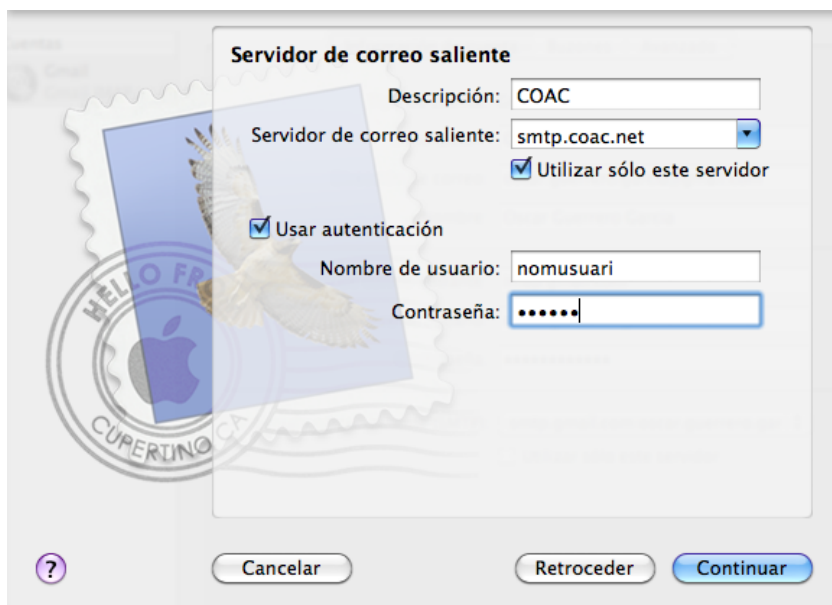 Servidor de correo saliente
Descripción: COAC
Servidor de correo saliente: smtp.coac.net
Utilizar sólo este servidor
Usar autenticación
Nombre de usuario: nomusuari
Contraseña: ••••••
HELLO FR
CUPERTINO CA
? Cancelar Retroceder Continuar